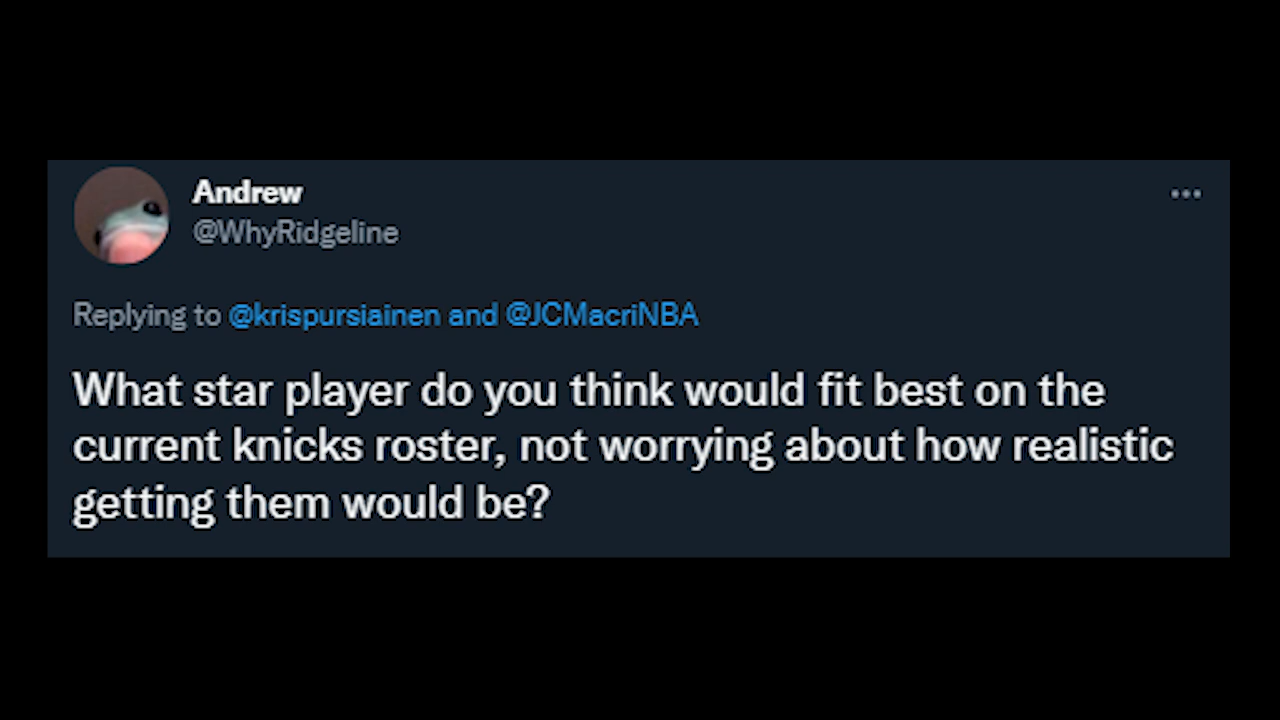 Andrew
@WhyRidgeline
Replying to @krispursiainen and @JCMacriNBA
What star player do you think would fit best on the
current knicks roster, not worrying about how realistic
getting them would be?